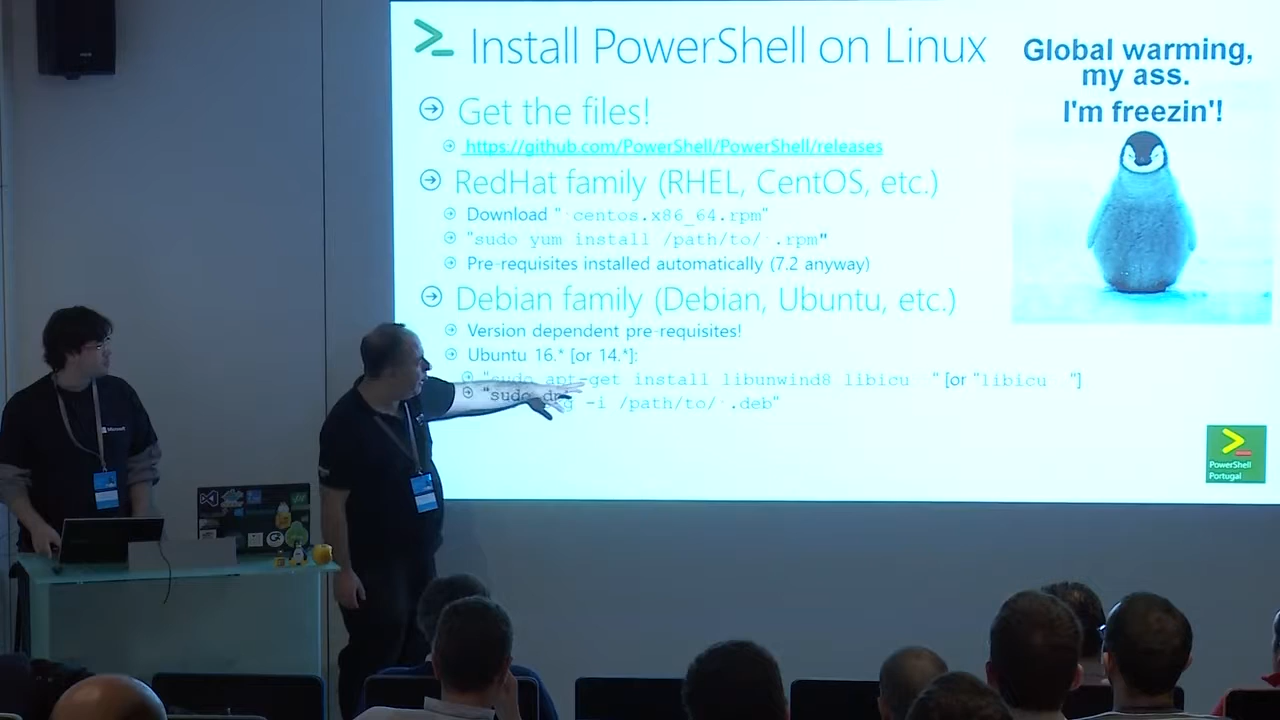 Install PowerShell on Linux
Get the files!
https://github.com/PowerShell/PowerShell/releases
RedHat family (RHEL, CentOS, etc.)
Download " centos.x86_64.rpm"
"sudo yum install /path/to/ .rpm"
Pre-requisites installed automatically (7.2 anyway)
Debian family (Debian, Ubuntu, etc.)
Version dependent pre-requisites!
Ubuntu 16.* [or 14.*]:
"sudo apt-get install libunwind8 libicu " [or "libicu "]
"sudo -i /path/to/ .deb"
Global warming,
my ass.
I'm freezin'!
PowerShell
Portugal
Microsoft